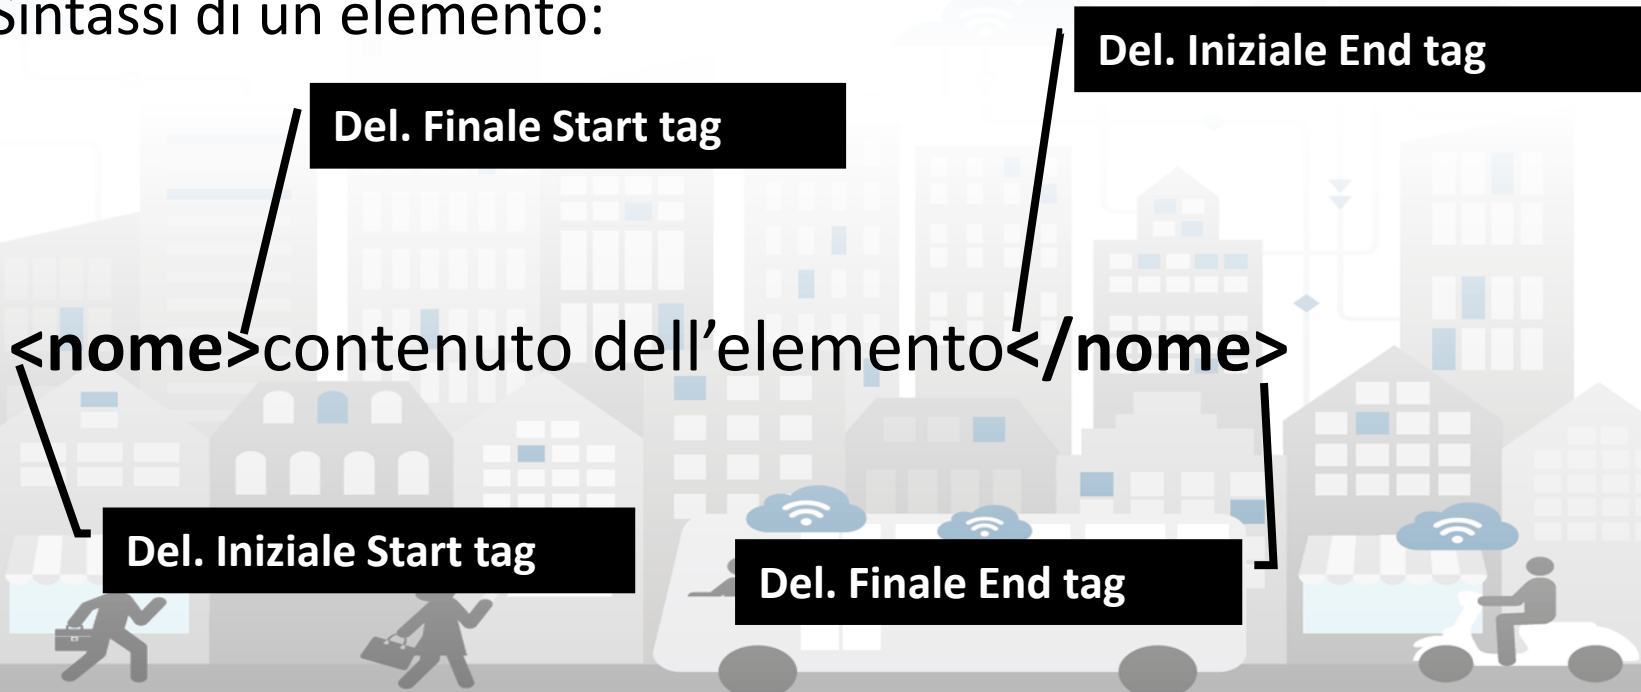 Sintassi di un elemento:
Del. Iniziale End tag
Del. Finale Start tag
<nome>contenuto dell’elemento</nome>
Del. Iniziale Start tag
Del. Finale End tag